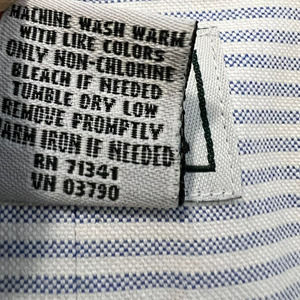 MACHINE WASH WARM
WITH LIKE COLORS
ONLY NON-CHLORINE
BLEACH IF NEEDED
TUMBLE DRY LOW
REMOVE PROMPTLY
ARM IRON IF NEEDED
RN 71341
VN 03790